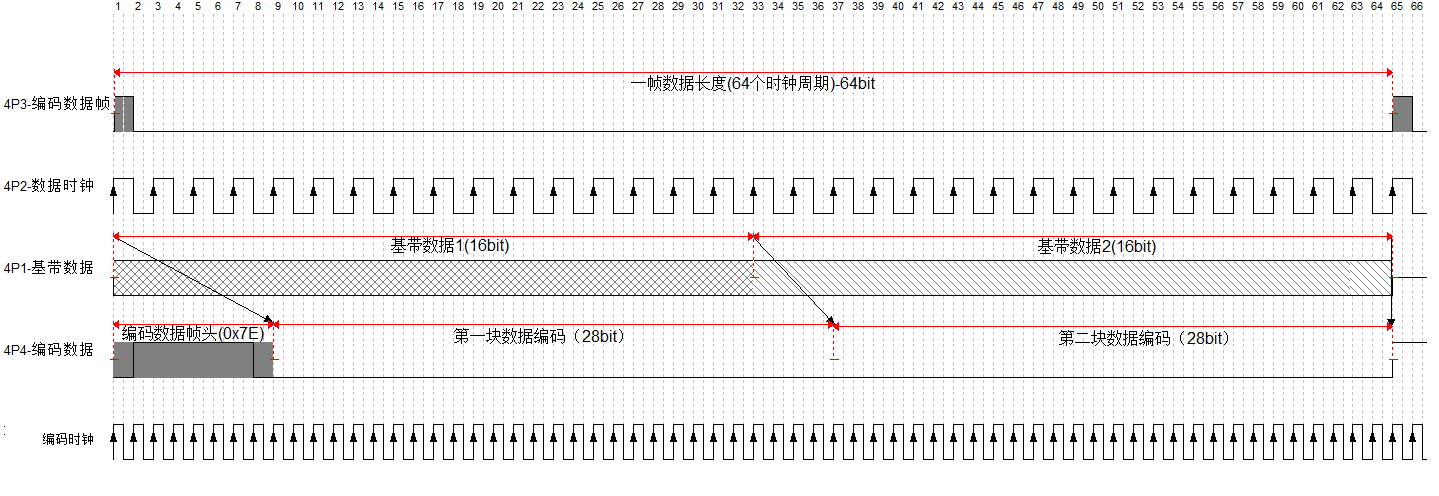 1 2 3 4 5 6 7 8 9 10 11 12 13 14 15 16 17 18 19 20 21 22 23 24 25 26 27 28 29 30 31 32 33 34 35 36 37 38 39 40 41 42 43 44 45 46 47 48 49 50 51 52 53 54 55 56 57 58 59 60 61 62 63 64 65 66
一帧数据长度(64个时钟周期)-64bit
4P3-编码数据帧
4P2-数据时钟
基带数据1(16bit) 基带数据2(16bit)
4P1-基带数据
编码数据帧头(0x7E) 第一块数据编码（28bit） 第二块数据编码（28bit）
4P4-编码数据
编码时钟